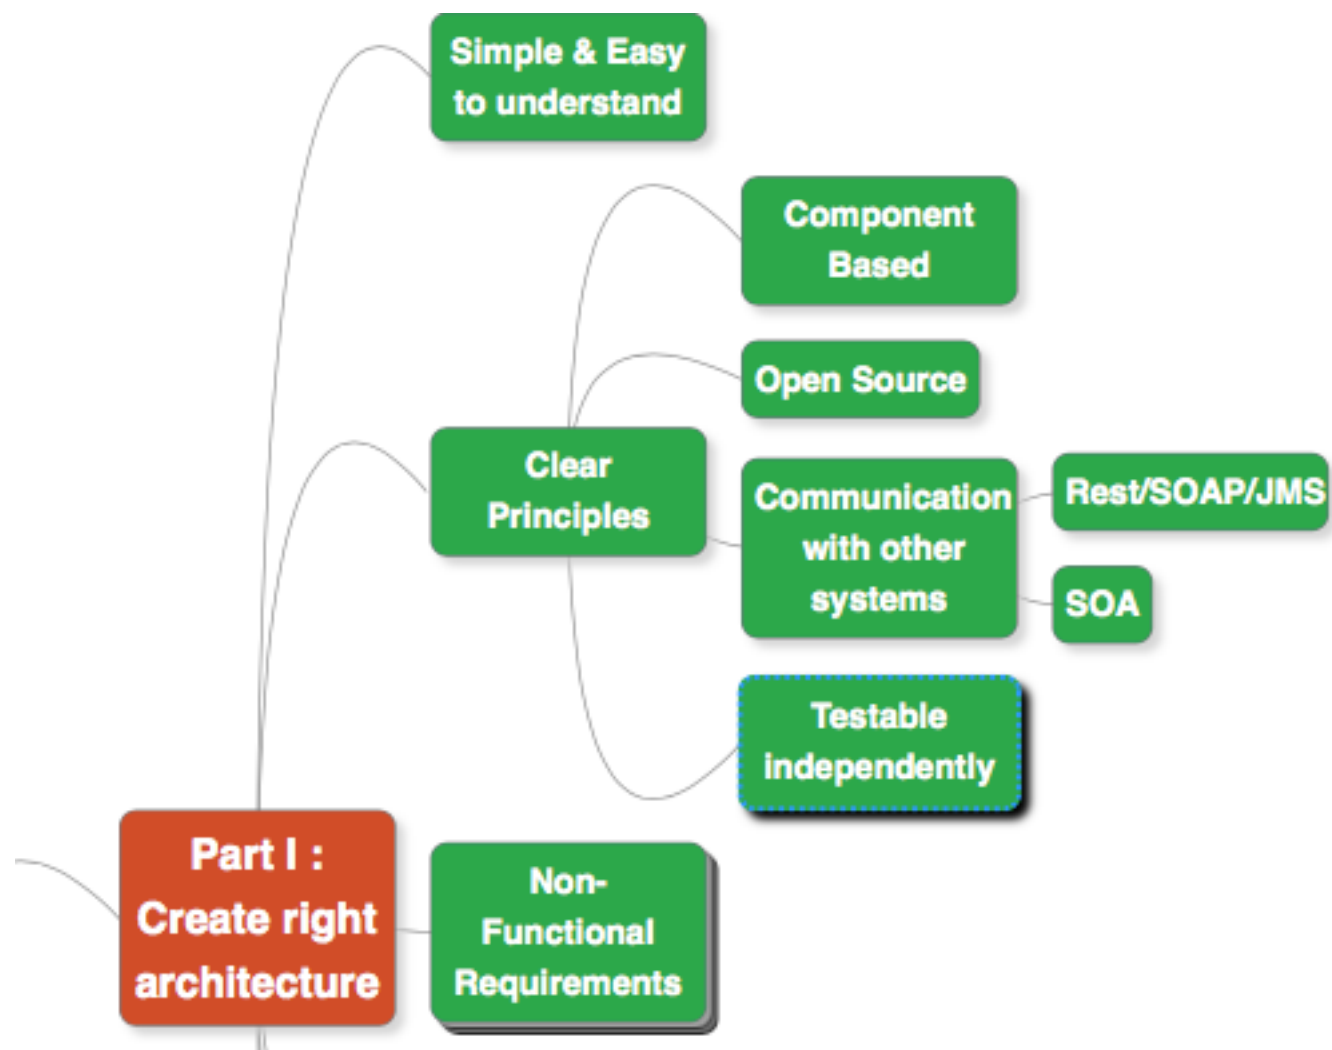 Simple & Easy
to understand
Component
Based
Open Source
Clear
Principles
Communication
with other
systems
Rest/SOAP/JMS
SOA
Testable
independently
Part I :
Create right
architecture
Non-
Functional
Requirements